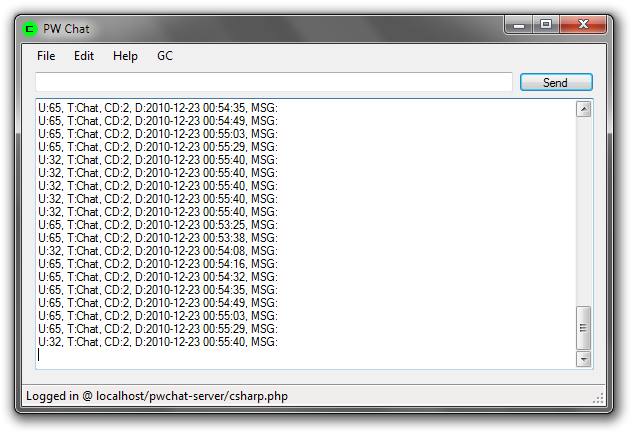 PW Chat
File Edit Help GC
Send
U:65, T:Chat, CD:2, D:2010-12-23 00:54:35, MSG:
U:65, T:Chat, CD:2, D:2010-12-23 00:54:49, MSG:
U:65, T:Chat, CD:2, D:2010-12-23 00:55:03, MSG:
U:65, T:Chat, CD:2, D:2010-12-23 00:55:29, MSG:
U:32, T:Chat, CD:2, D:2010-12-23 00:55:40, MSG:
U:32, T:Chat, CD:2, D:2010-12-23 00:55:40, MSG:
U:32, T:Chat, CD:2, D:2010-12-23 00:55:40, MSG:
U:32, T:Chat, CD:2, D:2010-12-23 00:55:40, MSG:
U:32, T:Chat, CD:2, D:2010-12-23 00:55:40, MSG:
U:65, T:Chat, CD:2, D:2010-12-23 00:53:25, MSG:
U:65, T:Chat, CD:2, D:2010-12-23 00:53:38, MSG:
U:32, T:Chat, CD:2, D:2010-12-23 00:54:08, MSG:
U:65, T:Chat, CD:2, D:2010-12-23 00:54:16, MSG:
U:65, T:Chat, CD:2, D:2010-12-23 00:54:32, MSG:
U:65, T:Chat, CD:2, D:2010-12-23 00:54:35, MSG:
U:65, T:Chat, CD:2, D:2010-12-23 00:54:49, MSG:
U:65, T:Chat, CD:2, D:2010-12-23 00:55:03, MSG:
U:65, T:Chat, CD:2, D:2010-12-23 00:55:29, MSG:
U:32, T:Chat, CD:2, D:2010-12-23 00:55:40, MSG:
Logged in @ localhost/pwchat-server/csharp.php